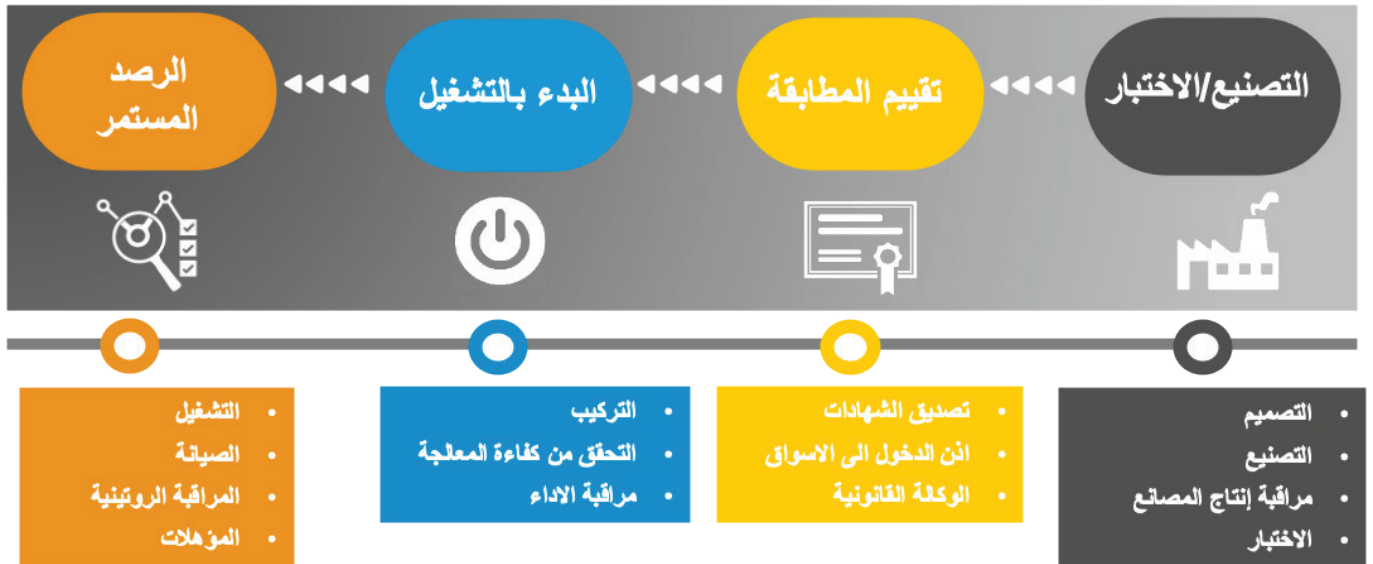 التصنيع/الاختبار
تقييم المطابقة
البدء بالتشغيل
الرصد
المستمر
• التصميم
• التصنيع
• مراقبة إنتاج المصانع
• الاختبار
• تصديق الشهادات
• اذن الدخول الى الاسواق
• الوكالة القانونية
• التركيب
• التحقق من كفاءة المعالجة
• مراقبة الاداء
• التشغيل
• الصيانة
• المراقبة الروتينية
• المؤهلات